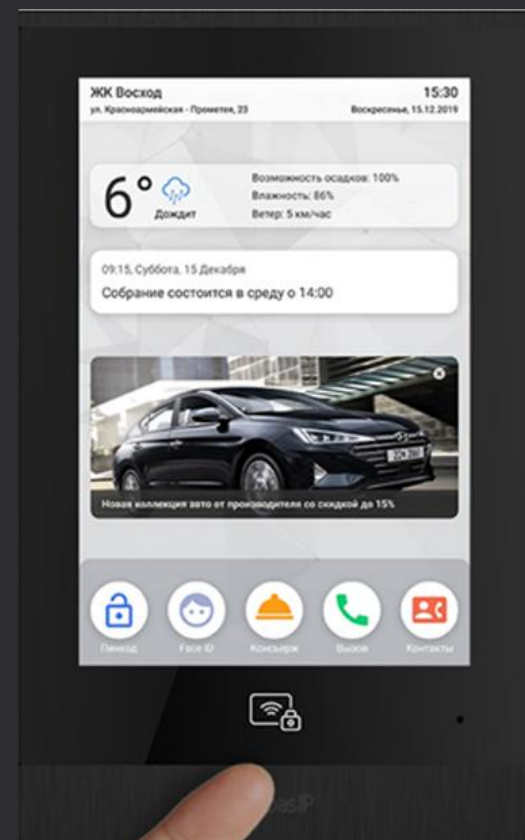 ЖК Восход
15:30
ул. Красноармейская - Прометея, 23
Воскресенье, 15.12.2019
6°
Дождит
Возможность осадков: 100%
Влажность: 86%
Ветер: 5 км/час
09:15, Суббота, 15 Декабря
Собрание состоится в среду о 14:00
Новая коллекция авто от производителя со скидкой до 15%
Пинкод
Face ID
Консьерж
Вызов
Контакты
basIP